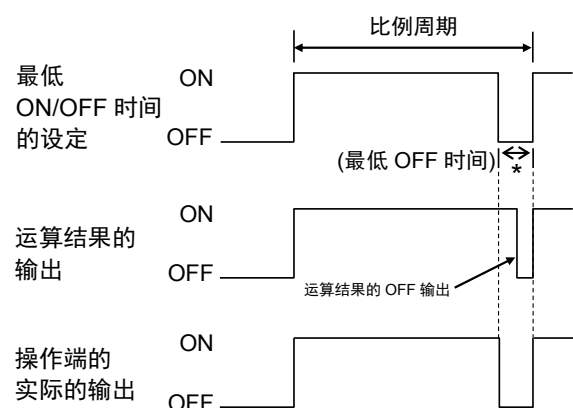 比例周期
最低
ON/OFF 时间
的设定
ON
OFF
(最低 OFF 时间)
*
运算结果的
输出
ON
OFF
运算结果的 OFF 输出
操作端的
实际的输出
ON
OFF